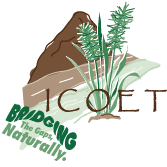 ICOET
BRIDGING
The Gaps,
Naturally.